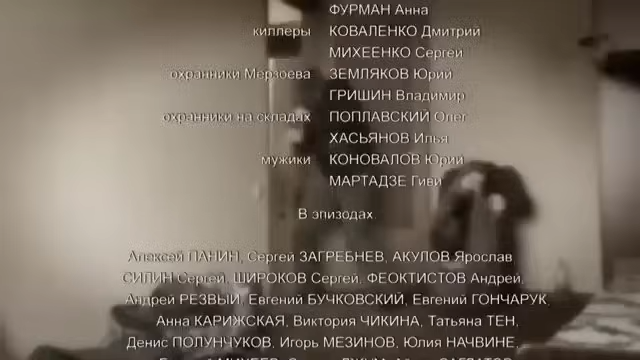 ФУРМАН Анна
киллеры КОВАЛЕНКО Дмитрий
МИХЕЕНКО Сергей
охранники Мерзоева ЗЕМЛЯКОВ Юрий
ГРИШИН Владимир
охранники на складах ПОПЛАВСКИЙ Олег
ХАСЬЯНОВ Илья
мужики КОНОВАЛОВ Юрий
МАРТАДЗЕ Гиви
В эпизодах.
Алексей ПАНИН, Сергей ЗАГРЕБНЕВ, АКУЛОВ Ярослав
СИЛИН Сергей, ШИРОКОВ Сергей, ФЕОКТИСТОВ Андрей,
Андрей РЕЗВЫЙ, Евгений БУЧКОВСКИЙ, Евгений ГОНЧАРУК,
Анна КАРИЖСКАЯ, Виктория ЧИКИНА, Татьяна ТЕН,
Денис ПОЛУНЧУКОВ, Игорь МЕЗИНОВ, Юлия НАЧВИНЕ,